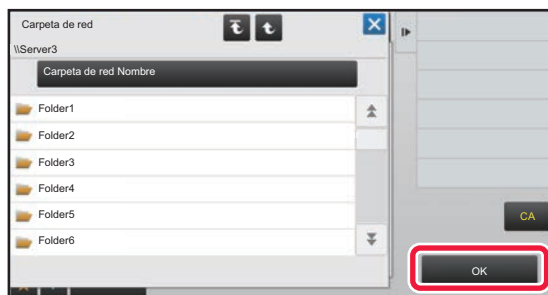 Carpeta de red
\\Server3
Carpeta de red Nombre
Folder1
Folder2
Folder3
Folder4
Folder5
Folder6
CA
OK